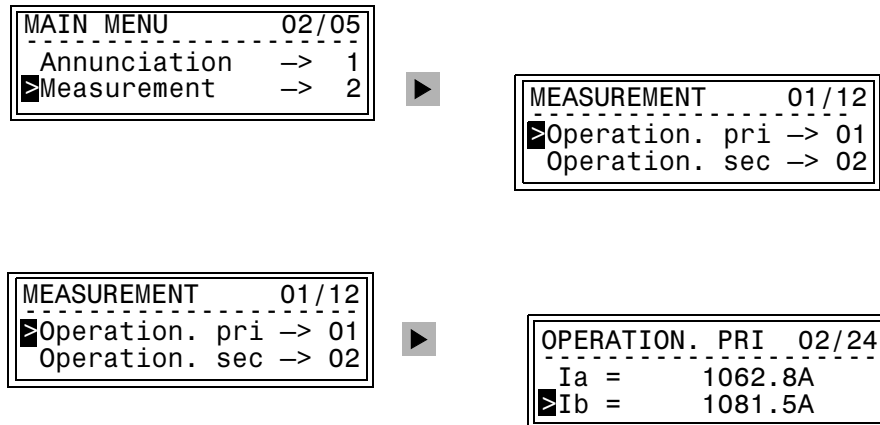 MAIN MENU 02/05
Annunciation –> 1
>Measurement –> 2
MEASUREMENT 01/12
>Operation. pri –> 01
Operation. sec –> 02
MEASUREMENT 01/12
>Operation. pri –> 01
Operation. sec –> 02
OPERATION. PRI 02/24
Ia = 1062.8A
>Ib = 1081.5A